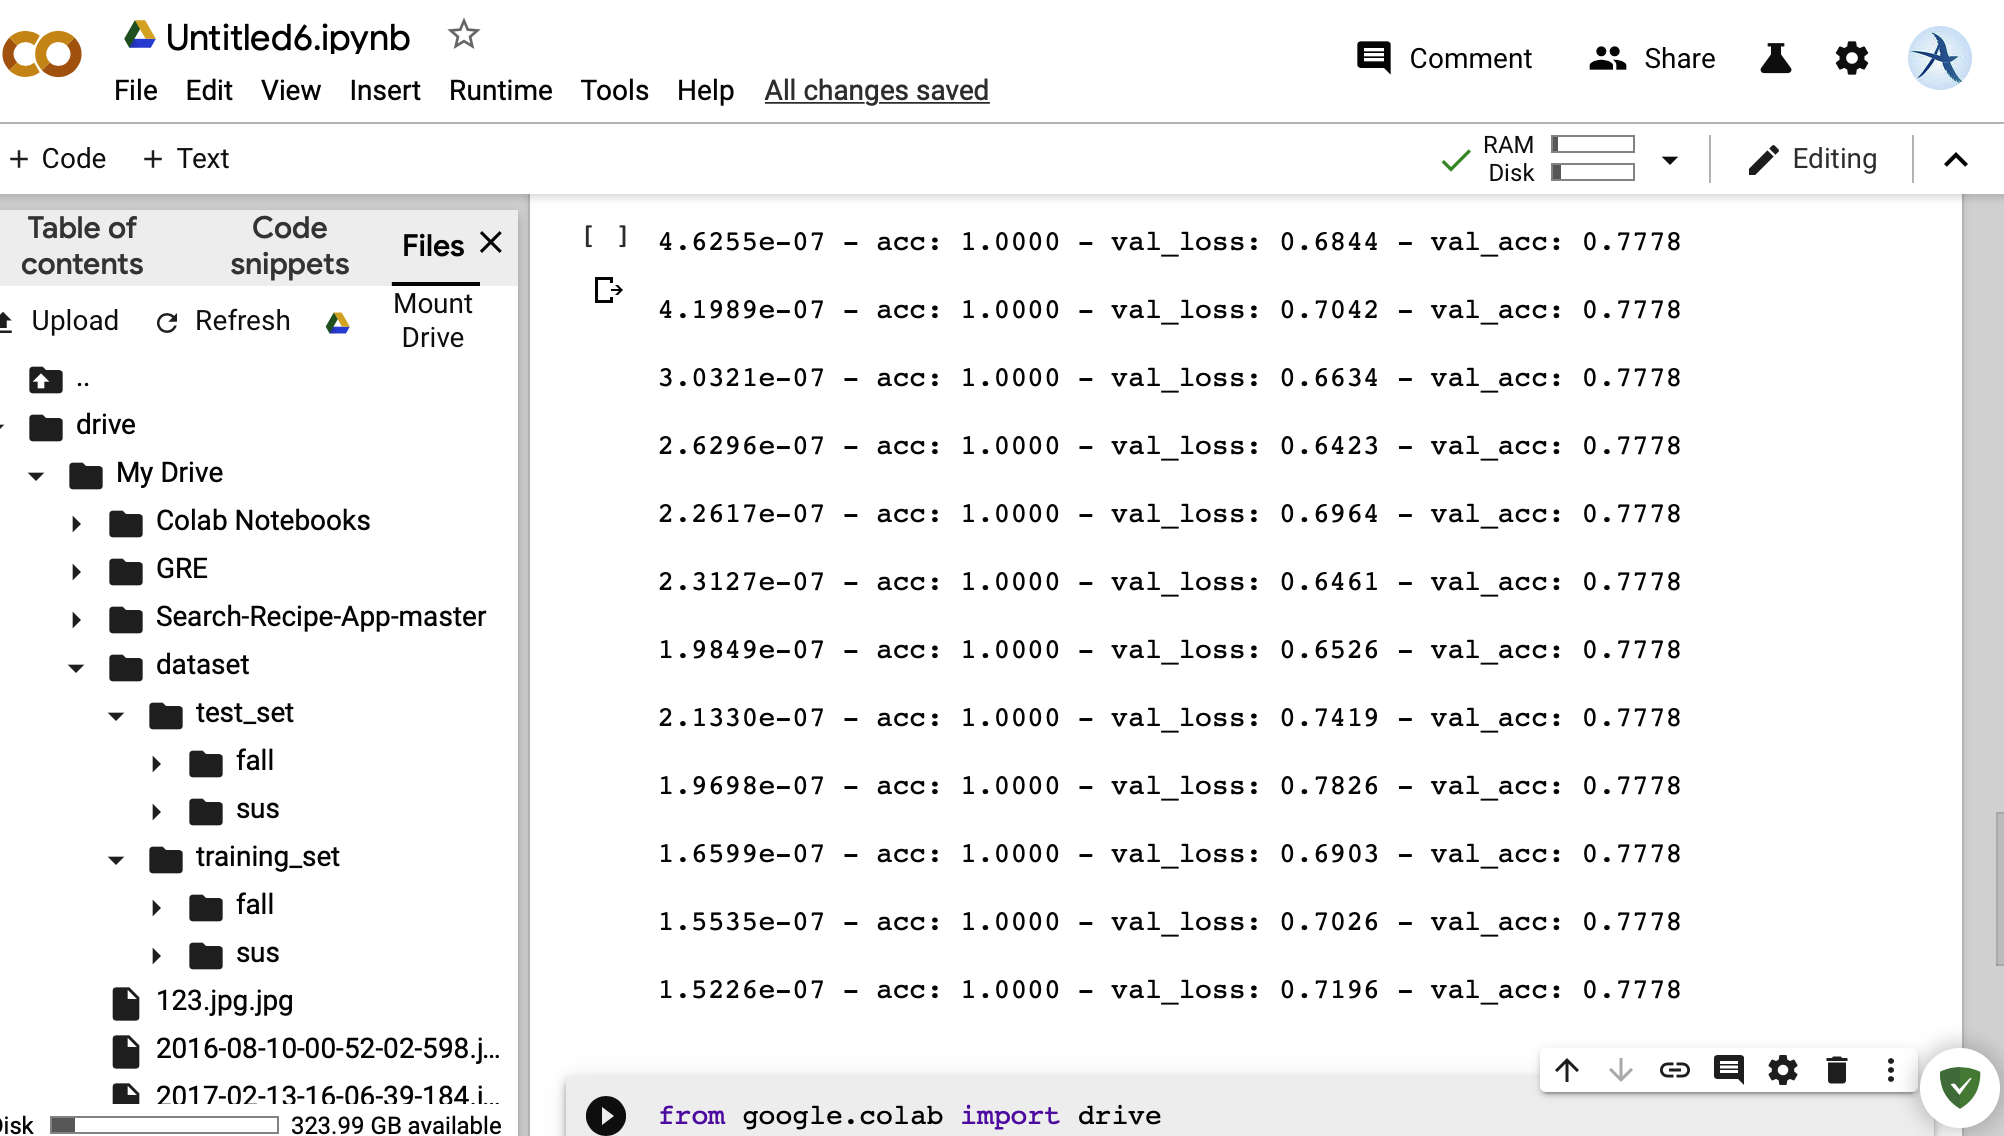 Untitled6.ipynb
File Edit View Insert Runtime Tools Help All changes saved
Comment
Share
+ Code + Text
RAM
Disk
Editing
Table of contents
Code snippets
Files
Upload
Refresh
Mount Drive
..
drive
My Drive
Colab Notebooks
GRE
Search-Recipe-App-master
dataset
test_set
fall
sus
training_set
fall
sus
123.jpg.jpg
2016-08-10-00-52-02-598.j...
2017-02-13-16-06-39-184.j...
Disk 323.99 GB available
[ ] 4.6255e-07 - acc: 1.0000 - val_loss: 0.6844 - val_acc: 0.7778
4.1989e-07 - acc: 1.0000 - val_loss: 0.7042 - val_acc: 0.7778
3.0321e-07 - acc: 1.0000 - val_loss: 0.6634 - val_acc: 0.7778
2.6296e-07 - acc: 1.0000 - val_loss: 0.6423 - val_acc: 0.7778
2.2617e-07 - acc: 1.0000 - val_loss: 0.6964 - val_acc: 0.7778
2.3127e-07 - acc: 1.0000 - val_loss: 0.6461 - val_acc: 0.7778
1.9849e-07 - acc: 1.0000 - val_loss: 0.6526 - val_acc: 0.7778
2.1330e-07 - acc: 1.0000 - val_loss: 0.7419 - val_acc: 0.7778
1.9698e-07 - acc: 1.0000 - val_loss: 0.7826 - val_acc: 0.7778
1.6599e-07 - acc: 1.0000 - val_loss: 0.6903 - val_acc: 0.7778
1.5535e-07 - acc: 1.0000 - val_loss: 0.7026 - val_acc: 0.7778
1.5226e-07 - acc: 1.0000 - val_loss: 0.7196 - val_acc: 0.7778
from google.colab import drive